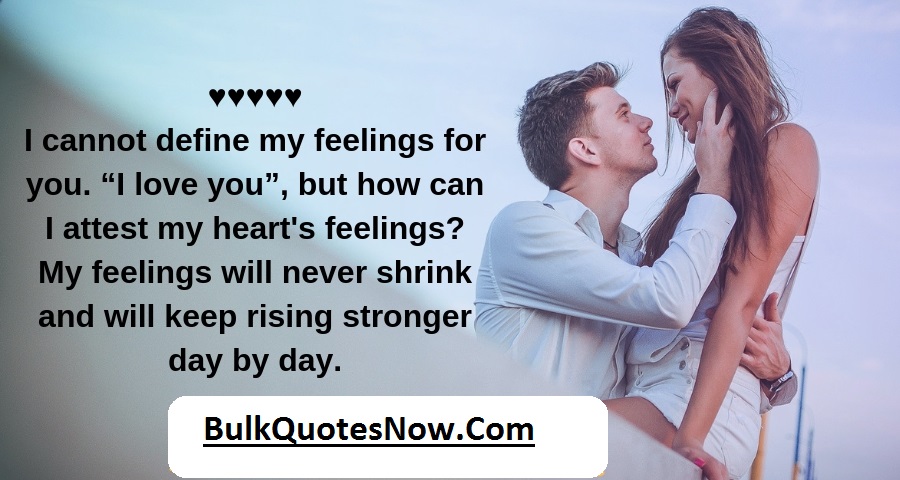 ♥♥♥♥♥
I cannot define my feelings for
you. “I love you”, but how can
I attest my heart's feelings?
My feelings will never shrink
and will keep rising stronger
day by day.
BulkQuotesNow.Com